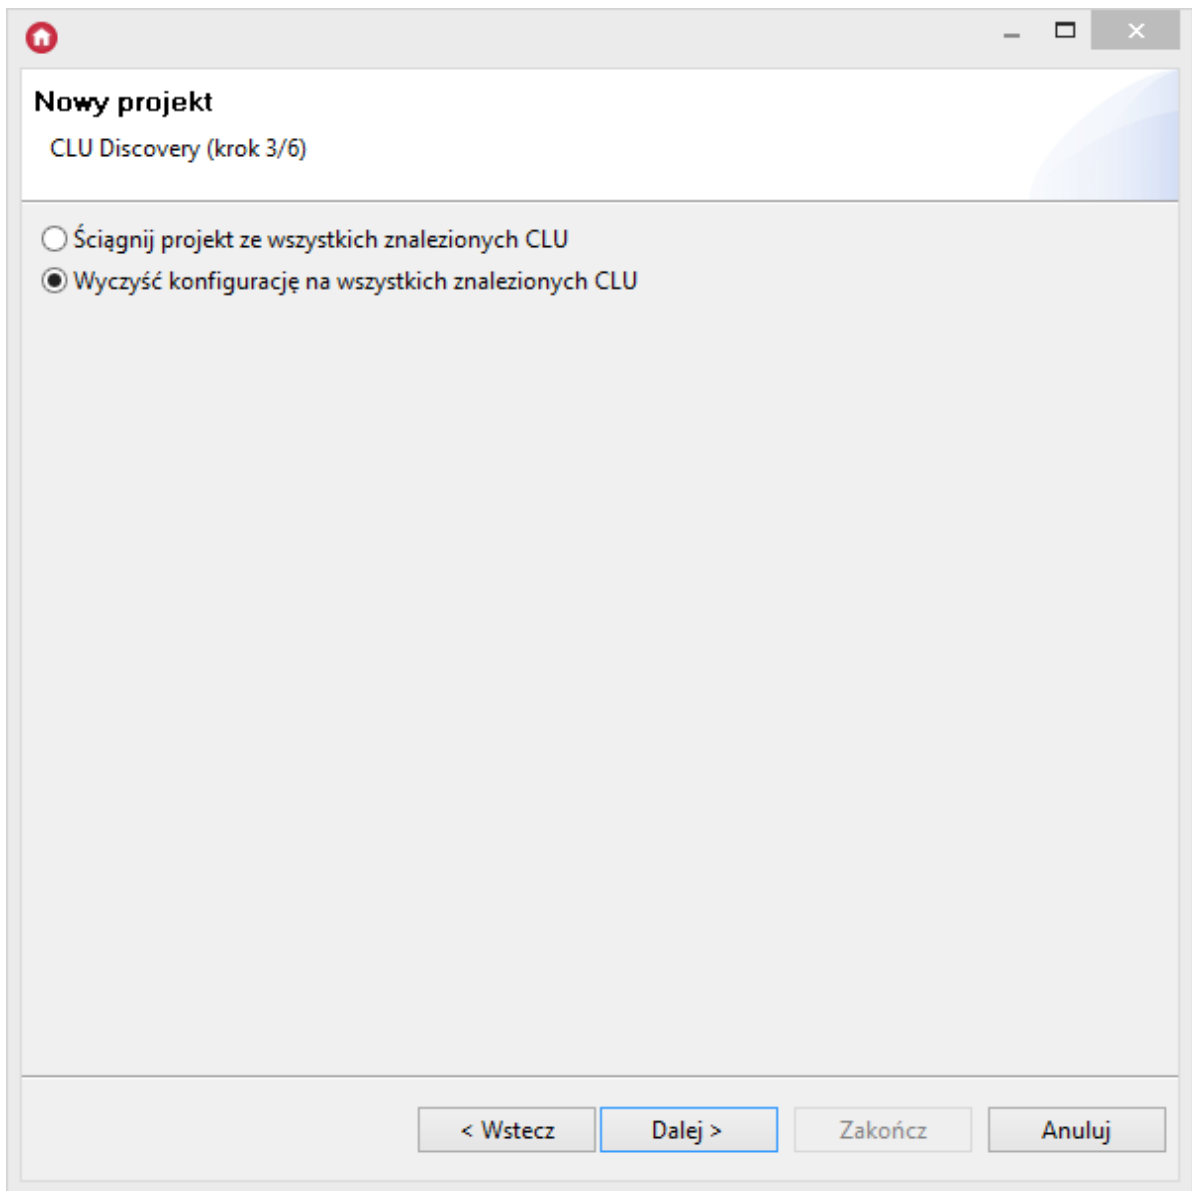 Nowy projekt
CLU Discovery (krok 3/6)
Ściągnij projekt ze wszystkich znalezionych CLU
Wyczyść konfigurację na wszystkich znalezionych CLU
< Wstecz
Dalej >
Zakończ
Anuluj